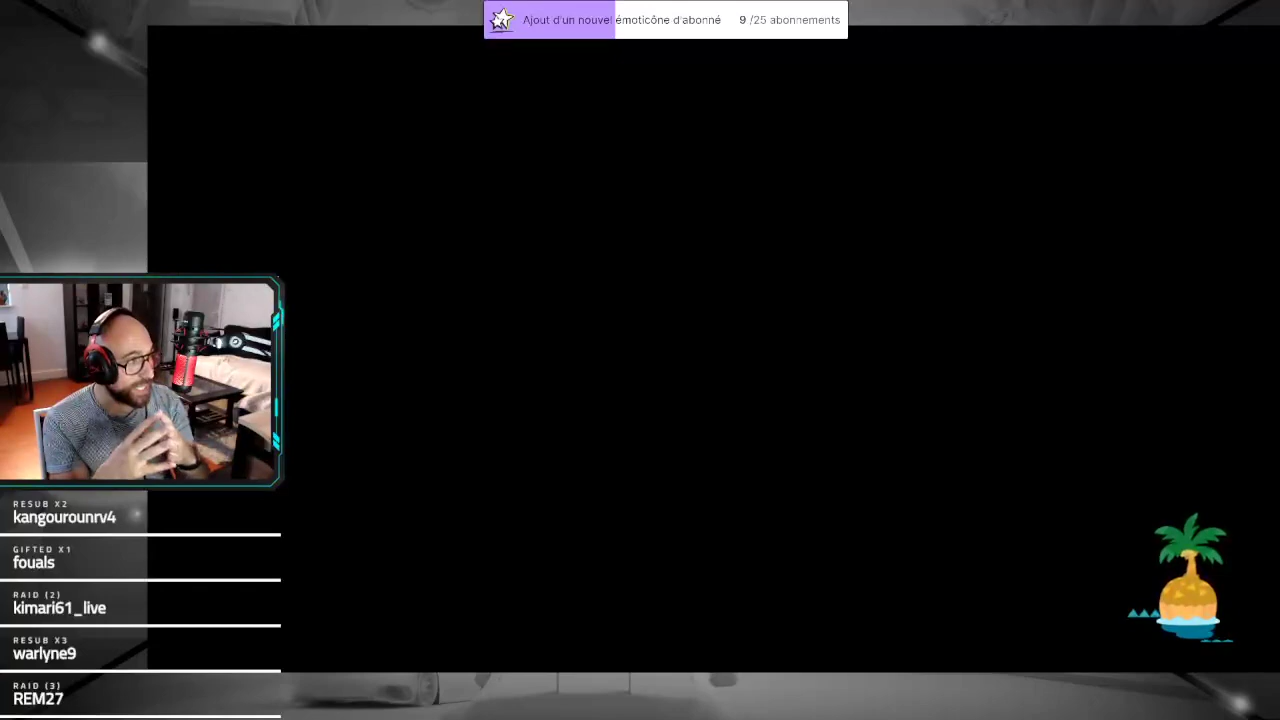 Ajout d'un nouvel émoticône d'abonné 9 /25 abonnements
RESUB X2
kangourounrv4
GIFTED X1
fouals
RAID (2)
kimari61_live
RESUB X3
warlyne9
RAID (3)
REM27